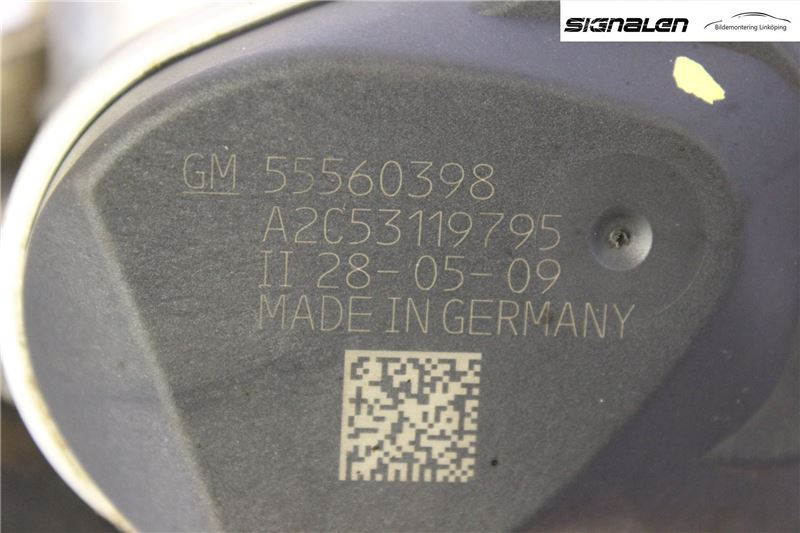 SIGNALEN
Bildemontering Linköping
GM 55560398
A2C53119795
II 28-05-09
MADE IN GERMANY